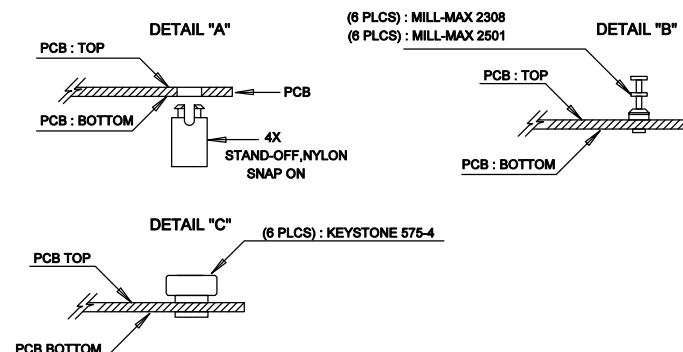 DETAIL "A"
PCB : TOP
PCB
PCB : BOTTOM
4X
STAND-OFF,NYLON
SNAP ON
(6 PLCS) : MILL-MAX 2308
(6 PLCS) : MILL-MAX 2501
DETAIL "B"
PCB : TOP
PCB : BOTTOM
DETAIL "C"
(6 PLCS) : KEYSTONE 575-4
PCB TOP
PCB BOTTOM